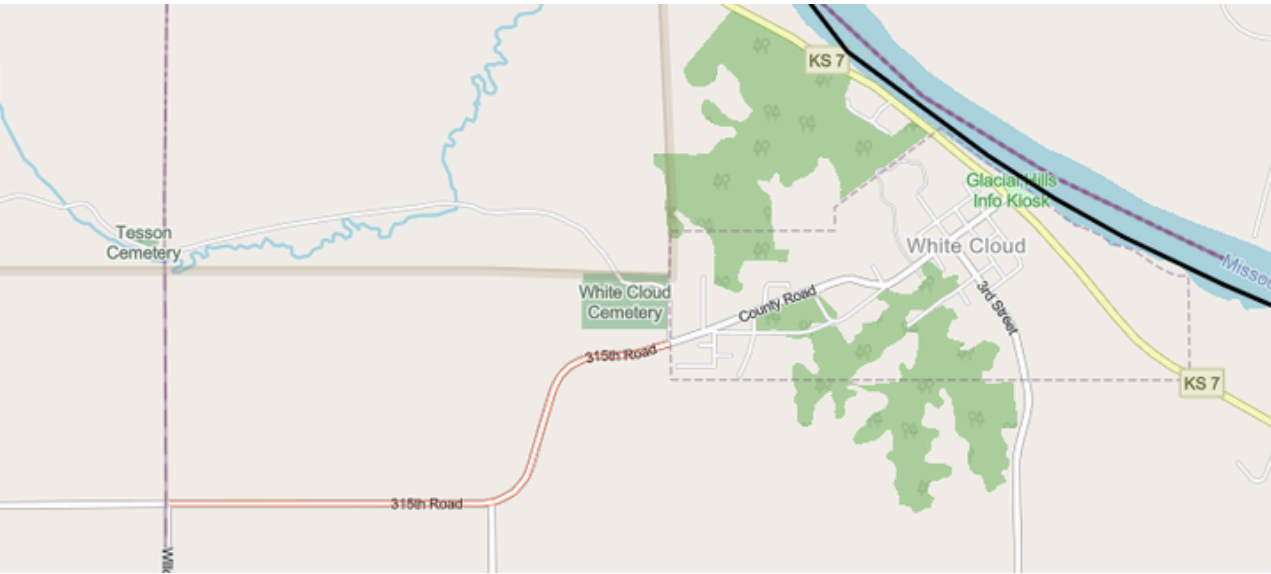 KS 7
Glacial Hills
Info Kiosk
Tesson
Cemetery
White Cloud
White Cloud
Cemetery
County Road
3rd Street
315th Road
KS 7
315th Road